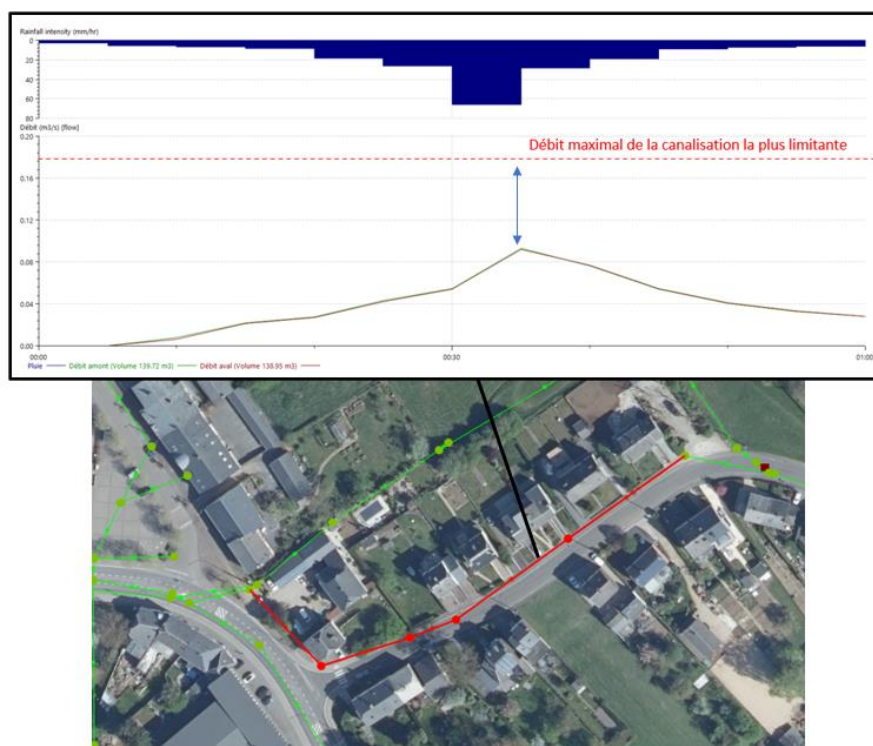 Rainfall intensity (mm/hr)
0
20
40
60
80
Débit (m3/s) [flow]
0.20
Débit maximal de la canalisation la plus limitante
0.16
0.12
0.08
0.04
0.00
00:00
00:30
01:00
Pluie
Débit amont (Volume 139.72 m3)
Débit aval (Volume 138.95 m3)